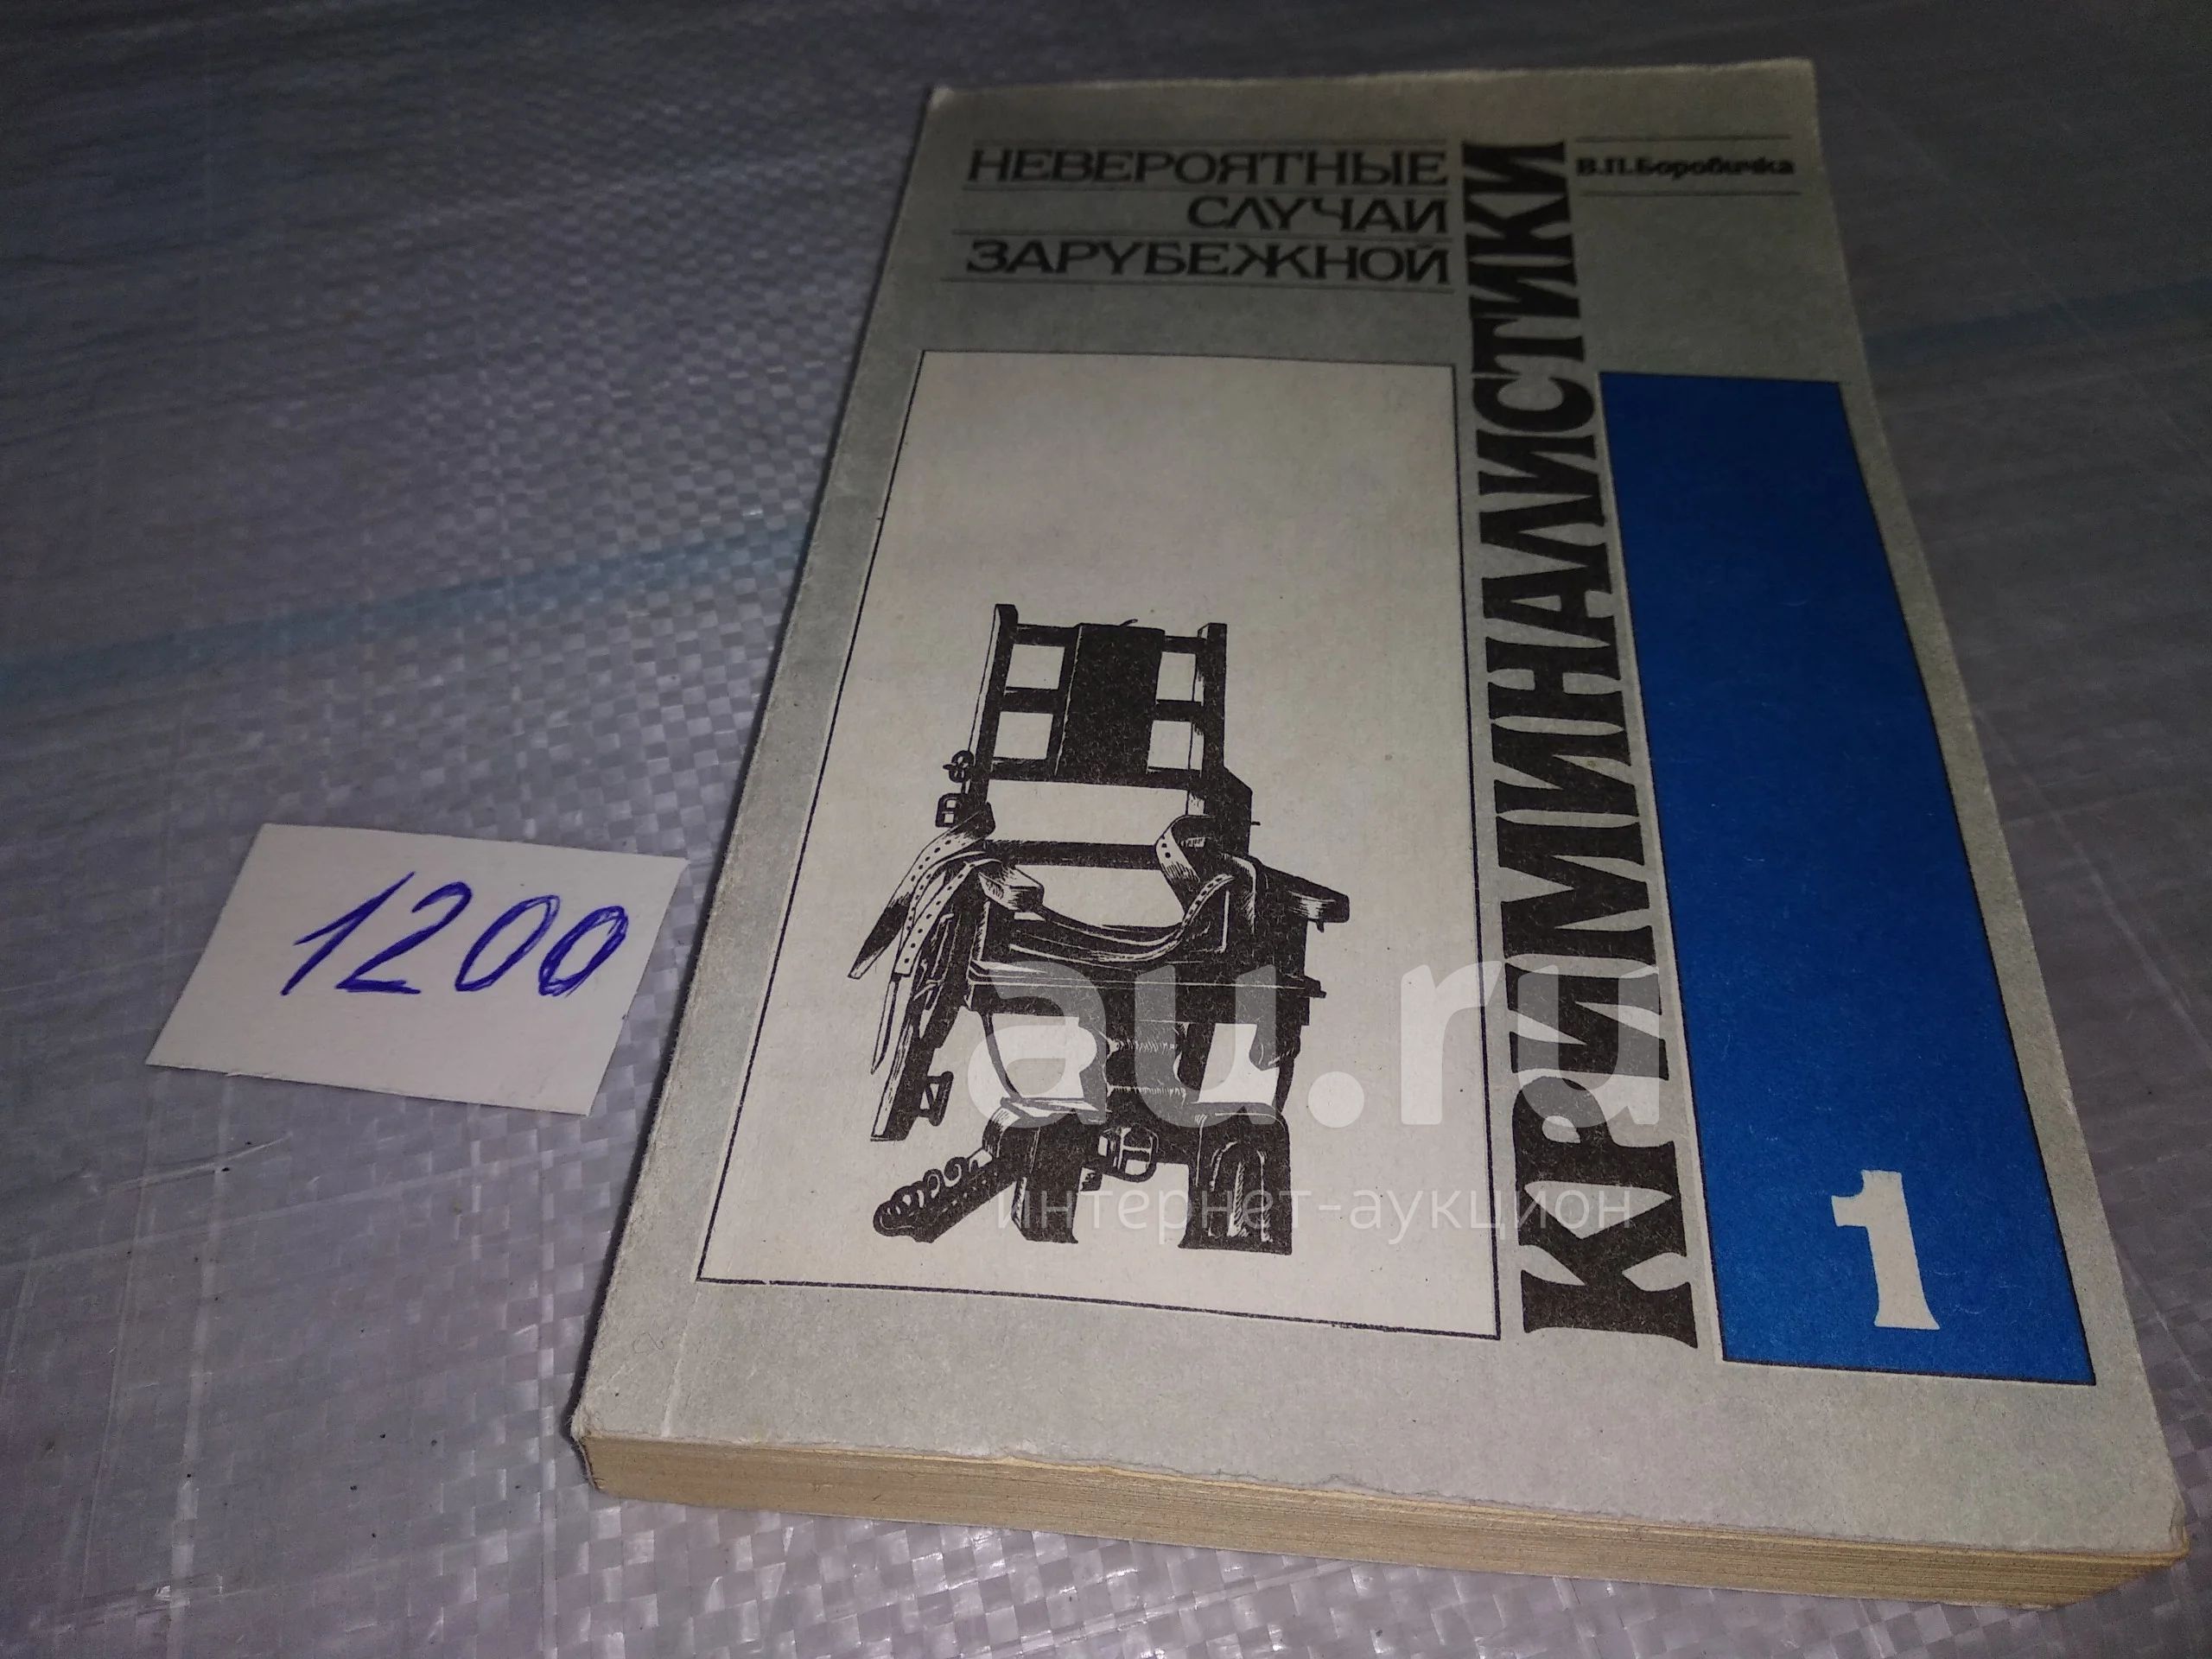 НЕВЕРОЯТНЫЕ
СЛУЧАИ
ЗАРУБЕЖНОЙ
КРИМИНАЛИСТИКИ
В.П.Боровичка
1
1200
au.ru
интернет-аукцион